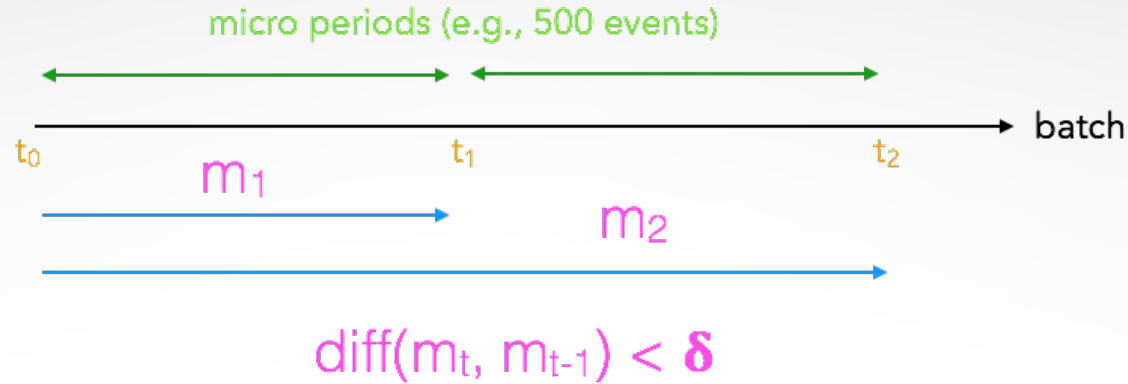 micro periods (e.g., 500 events)
batch
t₀ t₁ t₂
m₁
m₂
diff(mₜ, mₜ₋₁) < δ